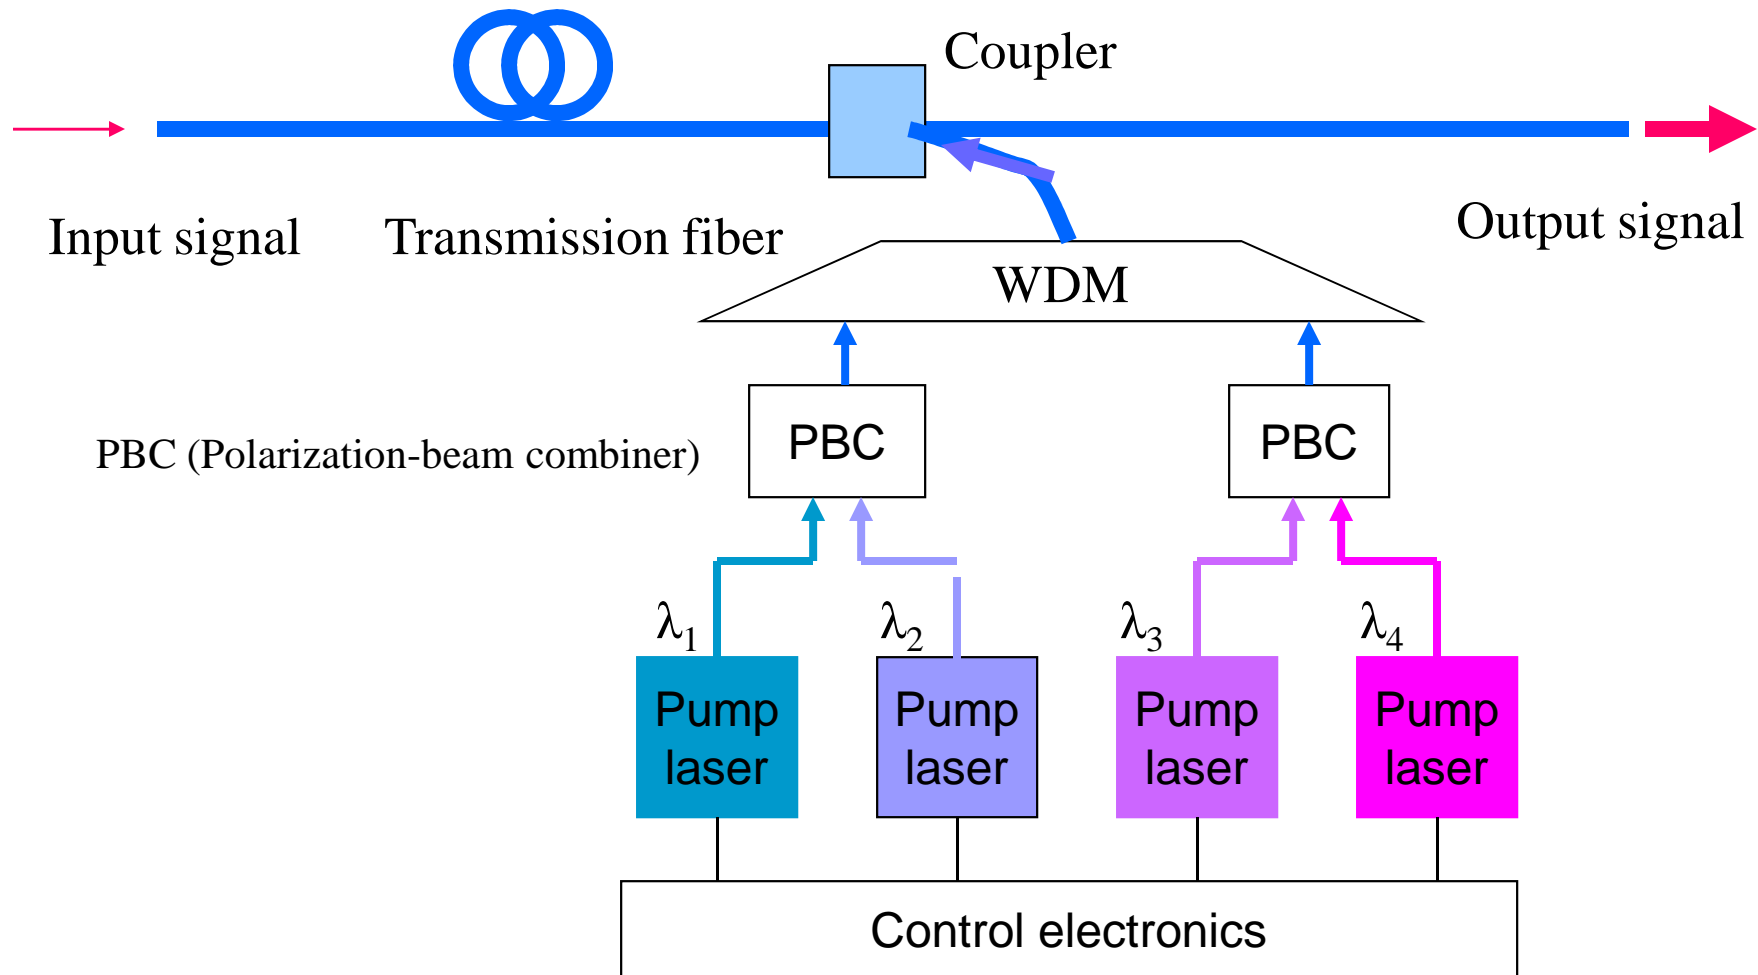 Coupler
Input signal
Transmission fiber
Output signal
WDM
PBC (Polarization-beam combiner)
PBC
PBC
λ1
λ2
λ3
λ4
Pump
laser
Pump
laser
Pump
laser
Pump
laser
Control electronics